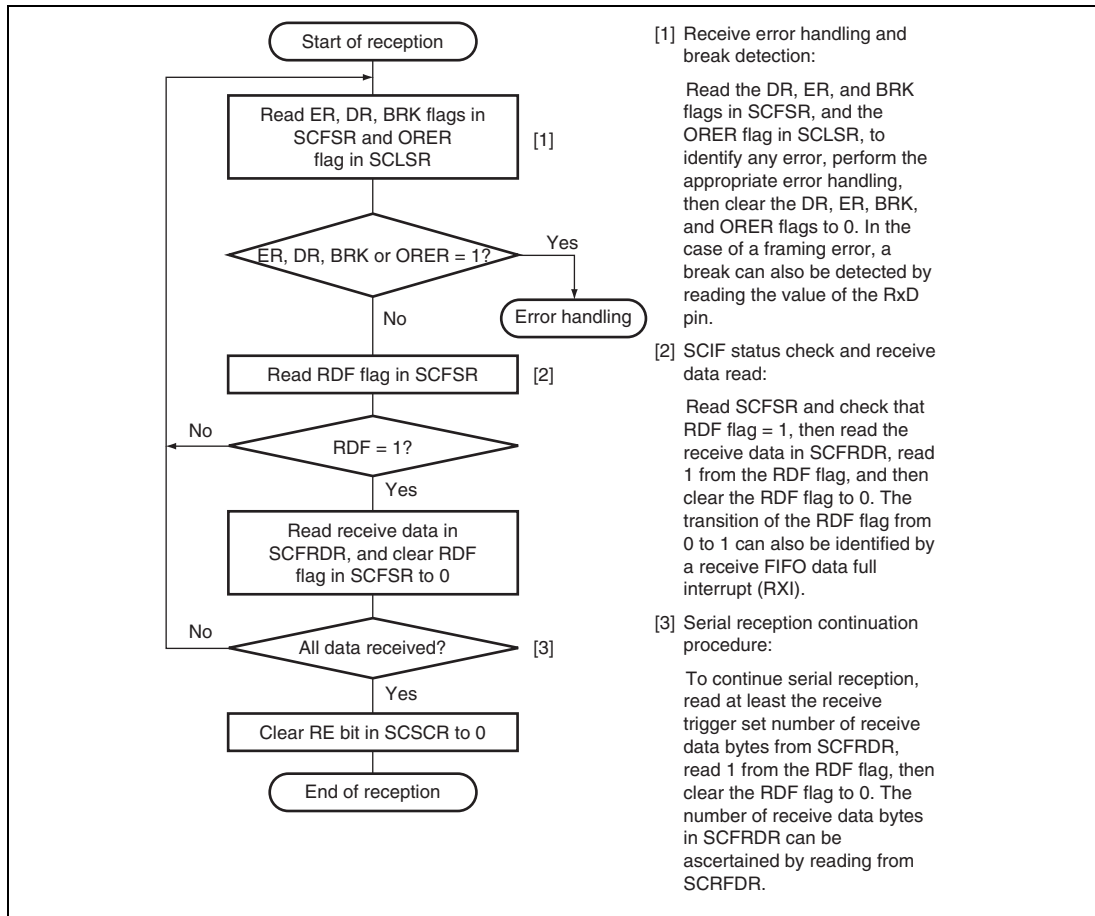 Start of reception
Read ER, DR, BRK flags in
SCFSR and ORER
flag in SCLSR
[1]
ER, DR, BRK or ORER = 1?
Yes
Error handling
No
Read RDF flag in SCFSR
[2]
No
RDF = 1?
Yes
Read receive data in
SCFRDR, and clear RDF
flag in SCFSR to 0
No
All data received?
[3]
Yes
Clear RE bit in SCSCR to 0
End of reception
[1] Receive error handling and
break detection:
Read the DR, ER, and BRK
flags in SCFSR, and the
ORER flag in SCLSR, to
identify any error, perform the
appropriate error handling,
then clear the DR, ER, BRK,
and ORER flags to 0. In the
case of a framing error, a
break can also be detected by
reading the value of the RxD
pin.
[2] SCIF status check and receive
data read:
Read SCFSR and check that
RDF flag = 1, then read the
receive data in SCFRDR, read
1 from the RDF flag, and then
clear the RDF flag to 0. The
transition of the RDF flag from
0 to 1 can also be identified by
a receive FIFO data full
interrupt (RXI).
[3] Serial reception continuation
procedure:
To continue serial reception,
read at least the receive
trigger set number of receive
data bytes from SCFRDR,
read 1 from the RDF flag, then
clear the RDF flag to 0. The
number of receive data bytes
in SCFRDR can be
ascertained by reading from
SCRFDR.